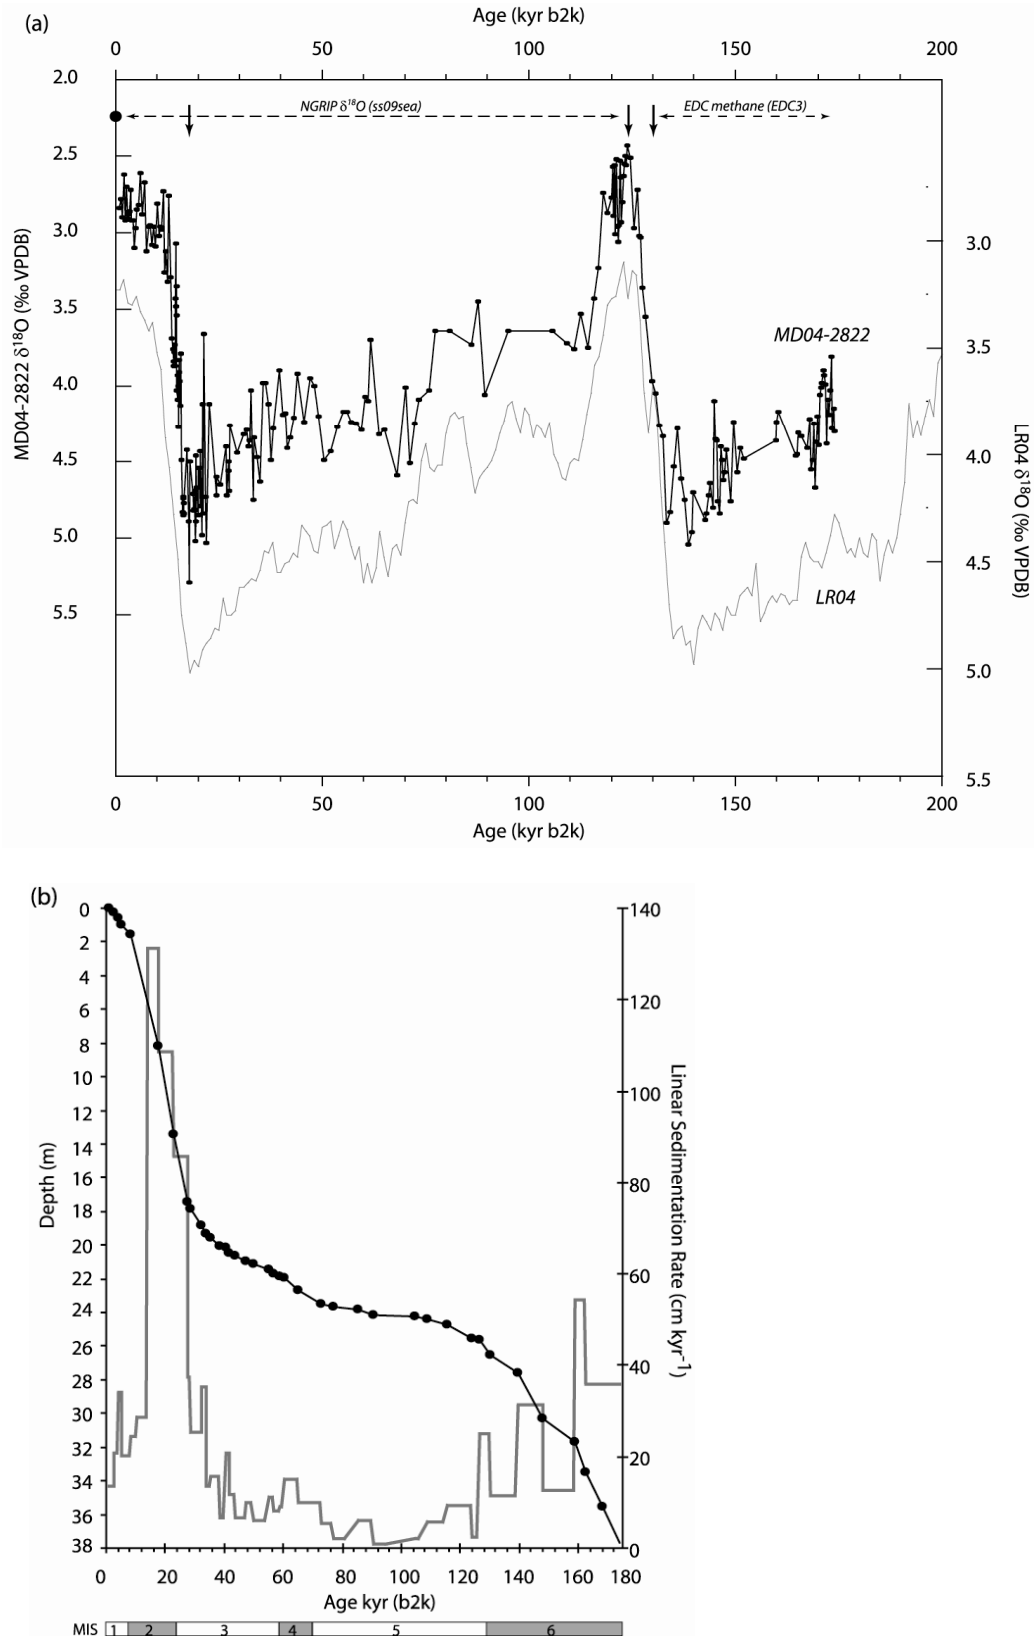 (a)
Age (kyr b2k)
0 50 100 150 200
2.0
NGRIP δ18O (ss09sea)
EDC methane (EDC3)
2.5
3.0
3.5
4.0
4.5
5.0
5.5
MD04-2822 δ18O (‰ VPDB)
3.0
3.5
4.0
4.5
5.0
5.5
LR04 δ18O (‰ VPDB)
MD04-2822
LR04
0 50 100 150 200
Age (kyr b2k)
(b)
0
2
4
6
8
10
12
14
16
18
20
22
24
26
28
30
32
34
36
38
Depth (m)
140
120
100
80
60
40
20
0
Linear Sedimentation Rate (cm kyr-1)
0 20 40 60 80 100 120 140 160 180
Age kyr (b2k)
MIS 1 2 3 4 5 6